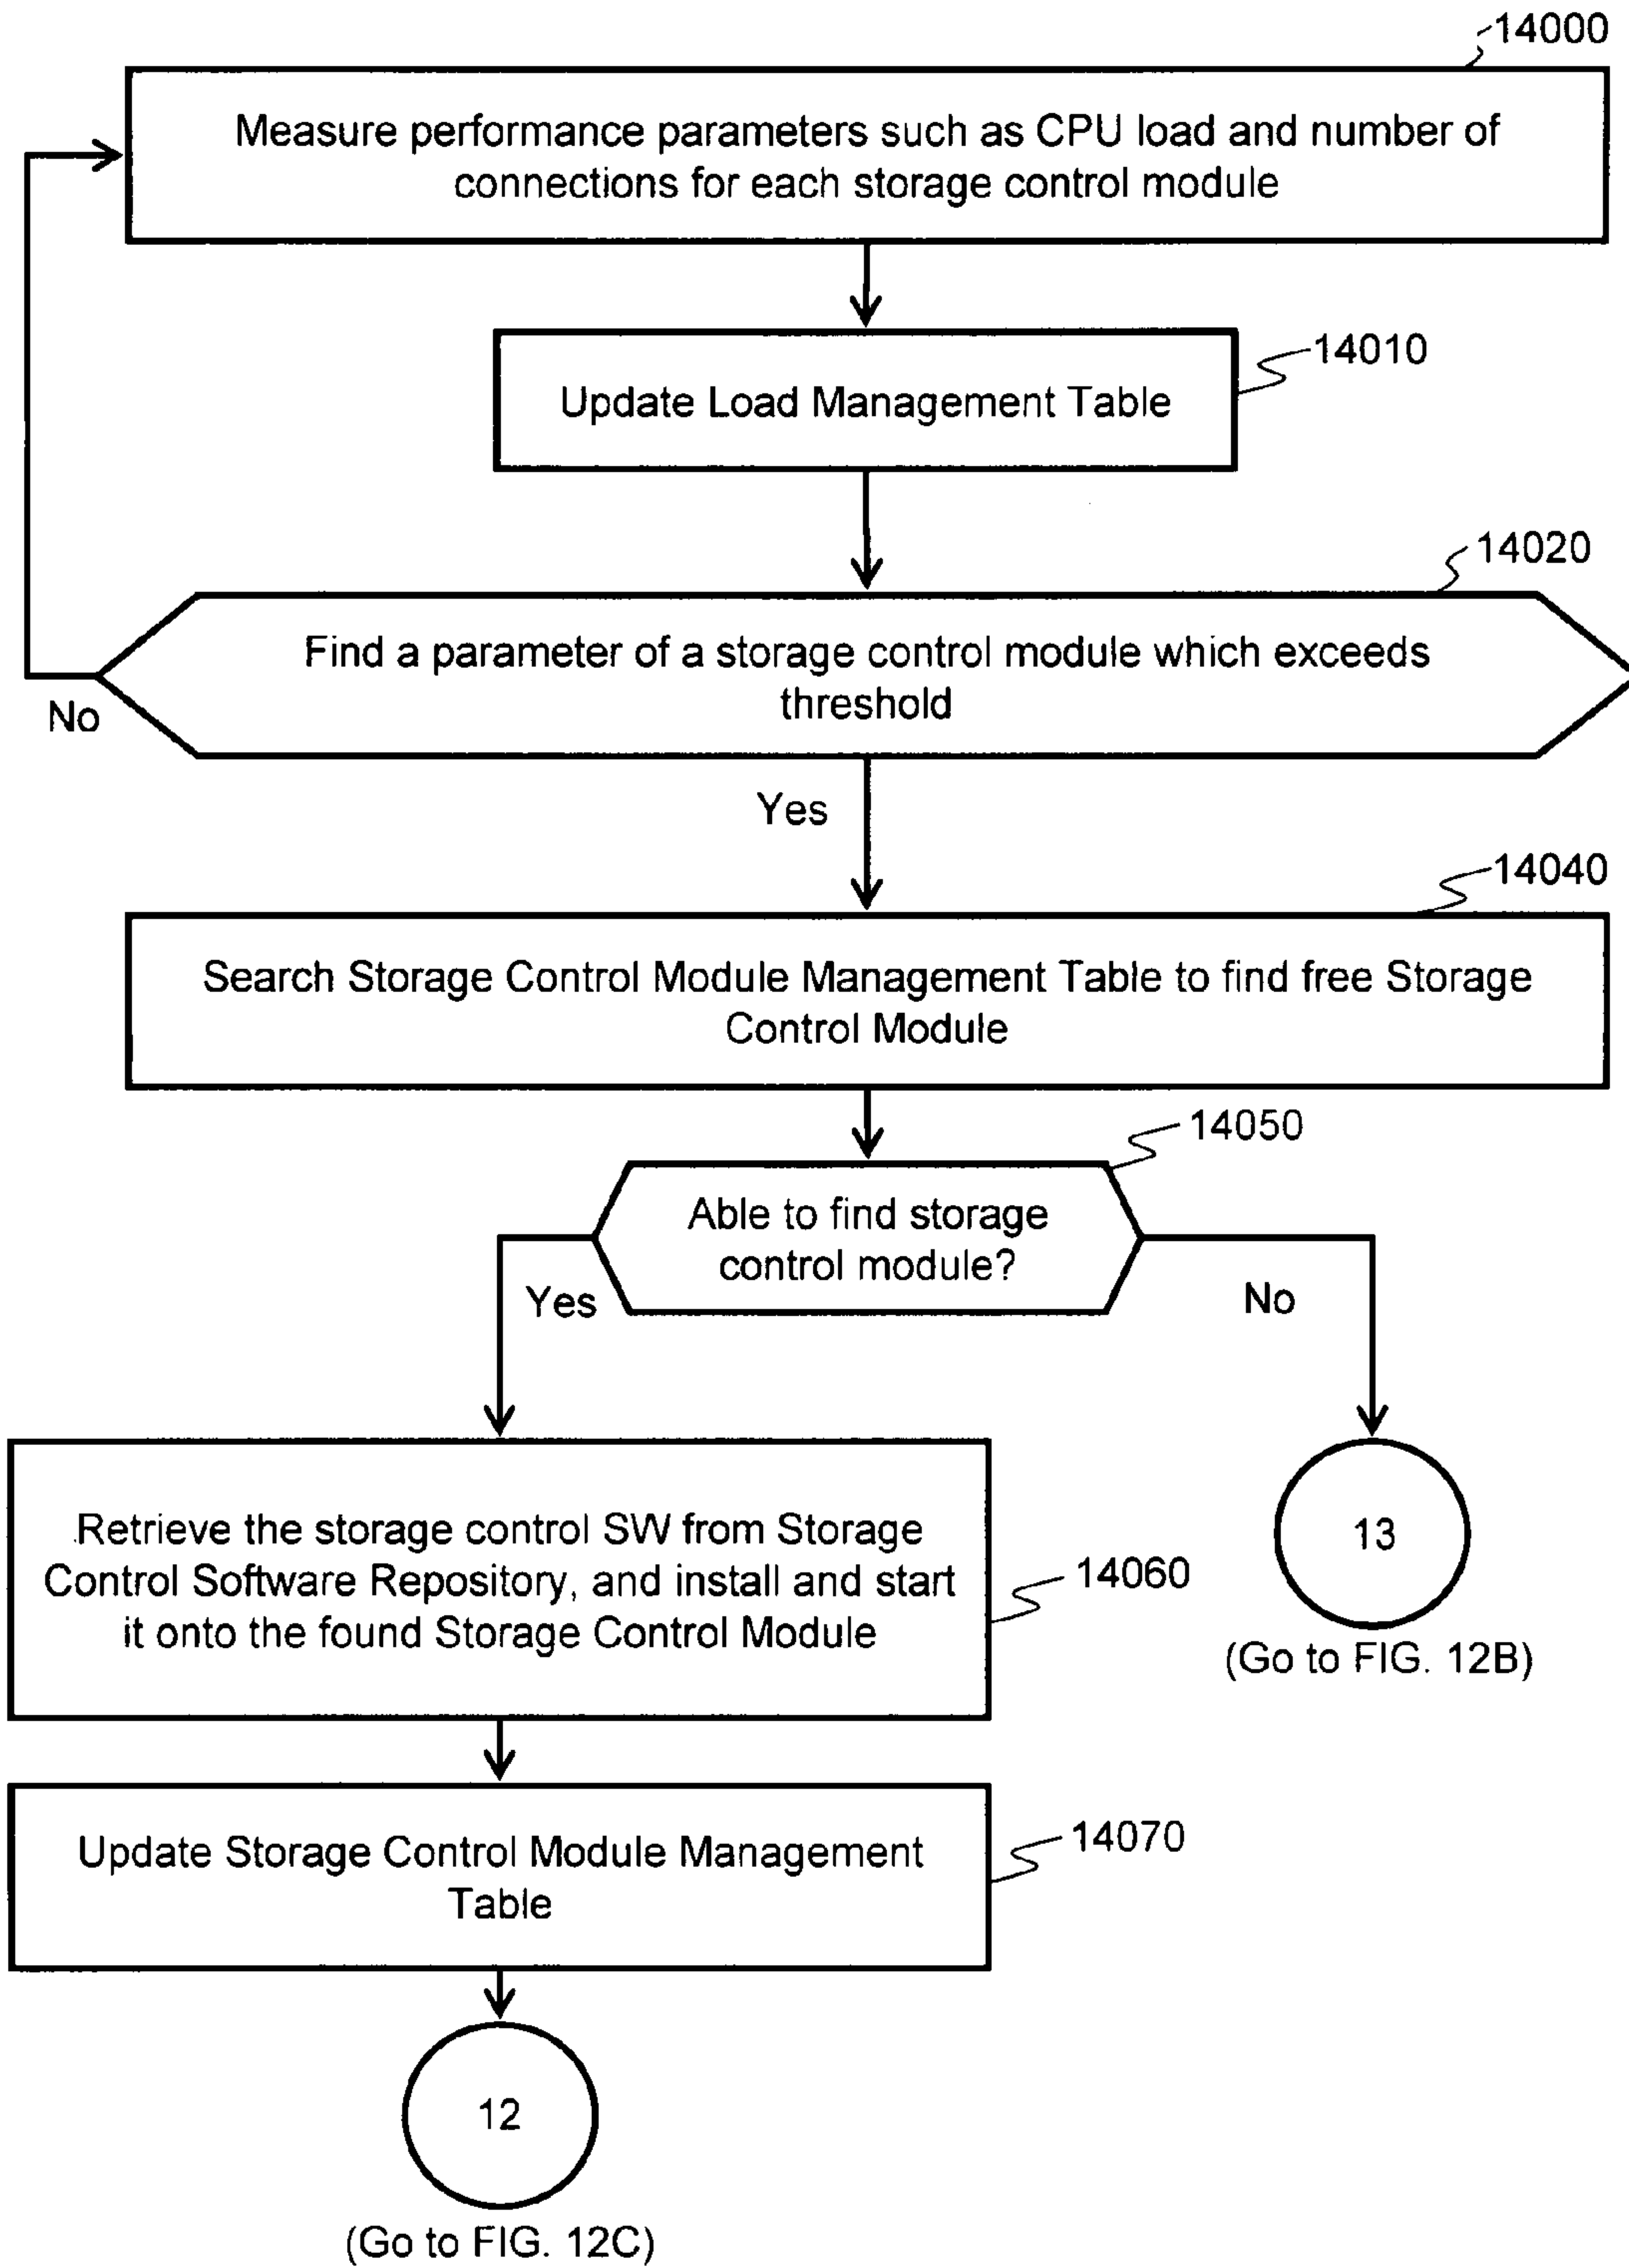 14000
Measure performance parameters such as CPU load and number of
connections for each storage control module
14010
Update Load Management Table
14020
Find a parameter of a storage control module which exceeds
threshold
No
Yes
14040
Search Storage Control Module Management Table to find free Storage
Control Module
14050
Able to find storage
control module?
Yes
No
Retrieve the storage control SW from Storage
Control Software Repository, and install and start
it onto the found Storage Control Module
14060
13
(Go to FIG. 12B)
Update Storage Control Module Management
Table
14070
12
(Go to FIG. 12C)